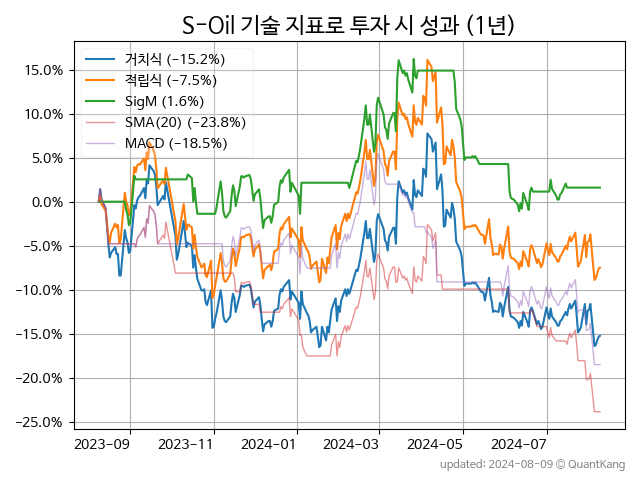 S-Oil 기술 지표로 투자 시 성과 (1년)
거치식 (−15.2%)
적립식 (−7.5%)
SigM (1.6%)
SMA(20) (−23.8%)
MACD (−18.5%)
15.0%
10.0%
5.0%
0.0%
−5.0%
−10.0%
−15.0%
−20.0%
−25.0%
2023-09 2023-11 2024-01 2024-03 2024-05 2024-07
updated: 2024-08-09 © QuantKang